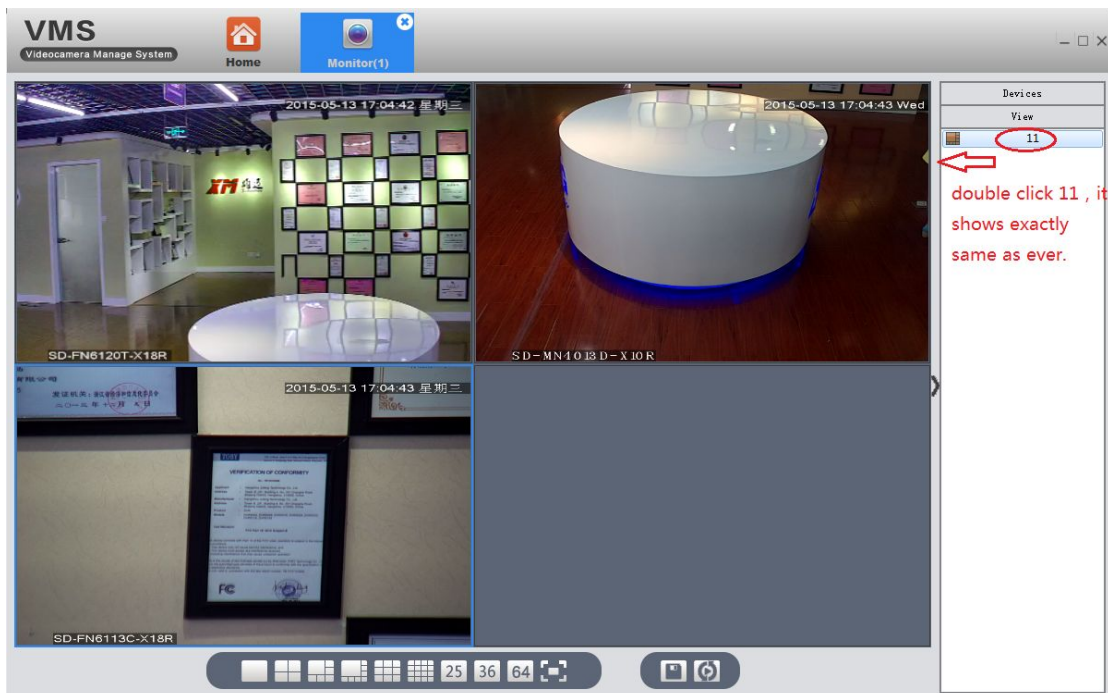 VMS
Videocamera Manage System
Home
Monitor(1)
2015-05-13 17:04:42 星期三
XM
SD-FN6120T-X18R
2015-05-13 17:04:43 Wed
SD-MN4013D-X10R
Devices
View
11
double click 11 , it
shows exactly
same as ever.
2015-05-13 17:04:43 星期三
VERIFICATION OF CONFORMITY
FC
SD-FN6113C-X18R
25 36 64